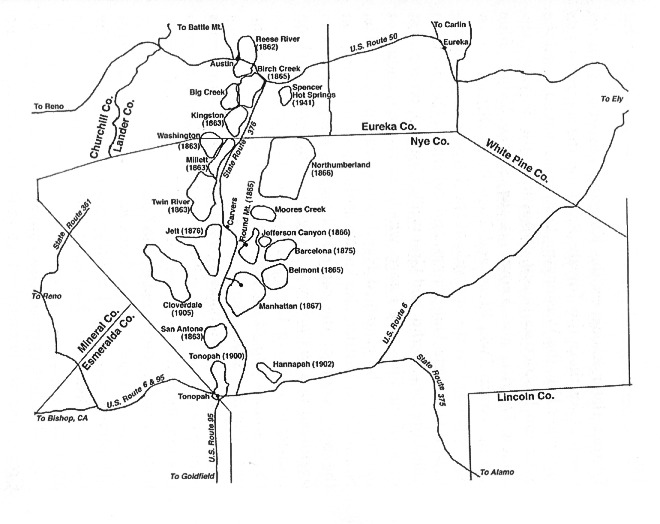 To Battle Mt.
To Carlin
Reese River
(1862)
U.S. Route 50
Eureka
Austin
Birch Creek
(1865)
Big Creek
Spencer
Hot Springs
(1941)
To Reno
To Ely
Churchill Co.
Lander Co.
Kingston
(1863)
Washington
(1863)
State Route 376
Eureka Co.
Nye Co.
White Pine Co.
Millett
(1863)
Northumberland
(1866)
Twin River
(1863)
Carvers
Round Mt. (1865)
Moores Creek
State Route 361
Jett (1876)
Jefferson Canyon (1866)
Barcelona (1875)
Belmont (1865)
To Reno
Cloverdale
(1905)
Manhattan (1867)
Mineral Co.
Esmeralda Co.
San Antone
(1863)
U.S. Route 6
Tonopah (1900)
Hannapah (1902)
State Route 375
U.S. Route 6 & 95
Tonopah
Lincoln Co.
To Bishop, CA
U.S. Route 95
To Goldfield
To Alamo